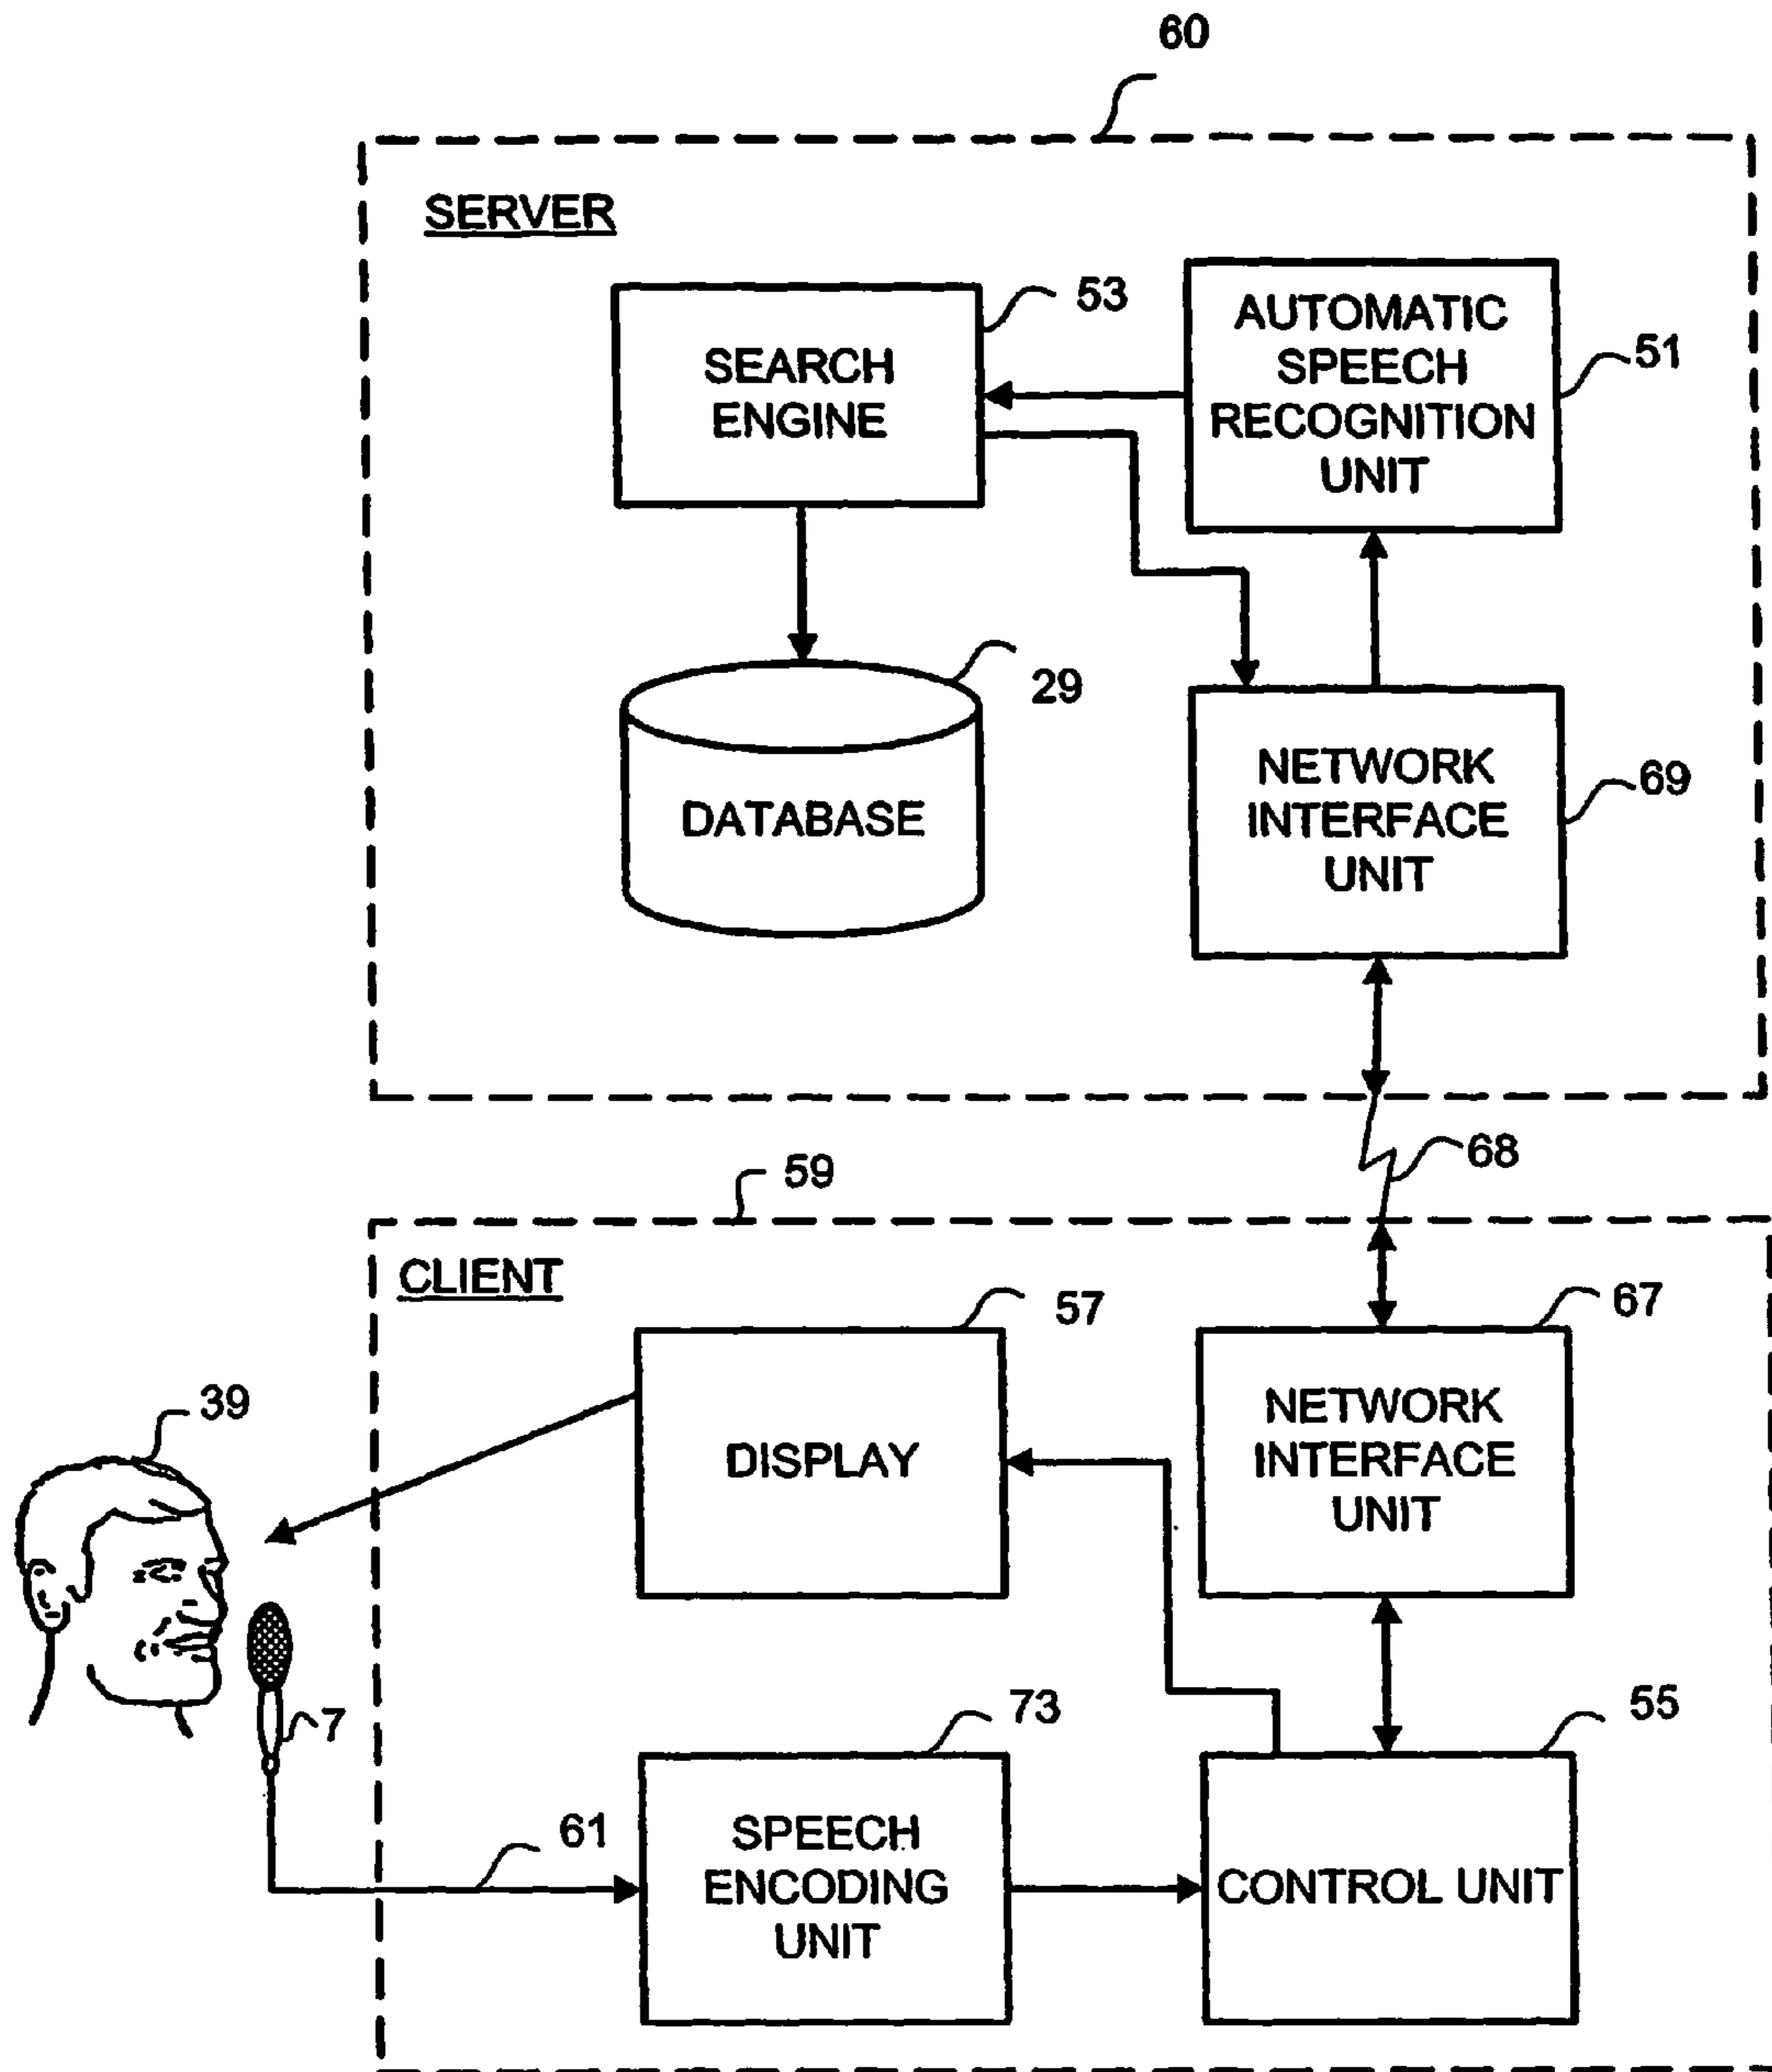 60
SERVER
53
SEARCH
ENGINE
AUTOMATIC
SPEECH
RECOGNITION
UNIT
51
29
DATABASE
NETWORK
INTERFACE
UNIT
69
68
59
CLIENT
57
DISPLAY
67
NETWORK
INTERFACE
UNIT
39
7
61
73
SPEECH
ENCODING
UNIT
55
CONTROL UNIT